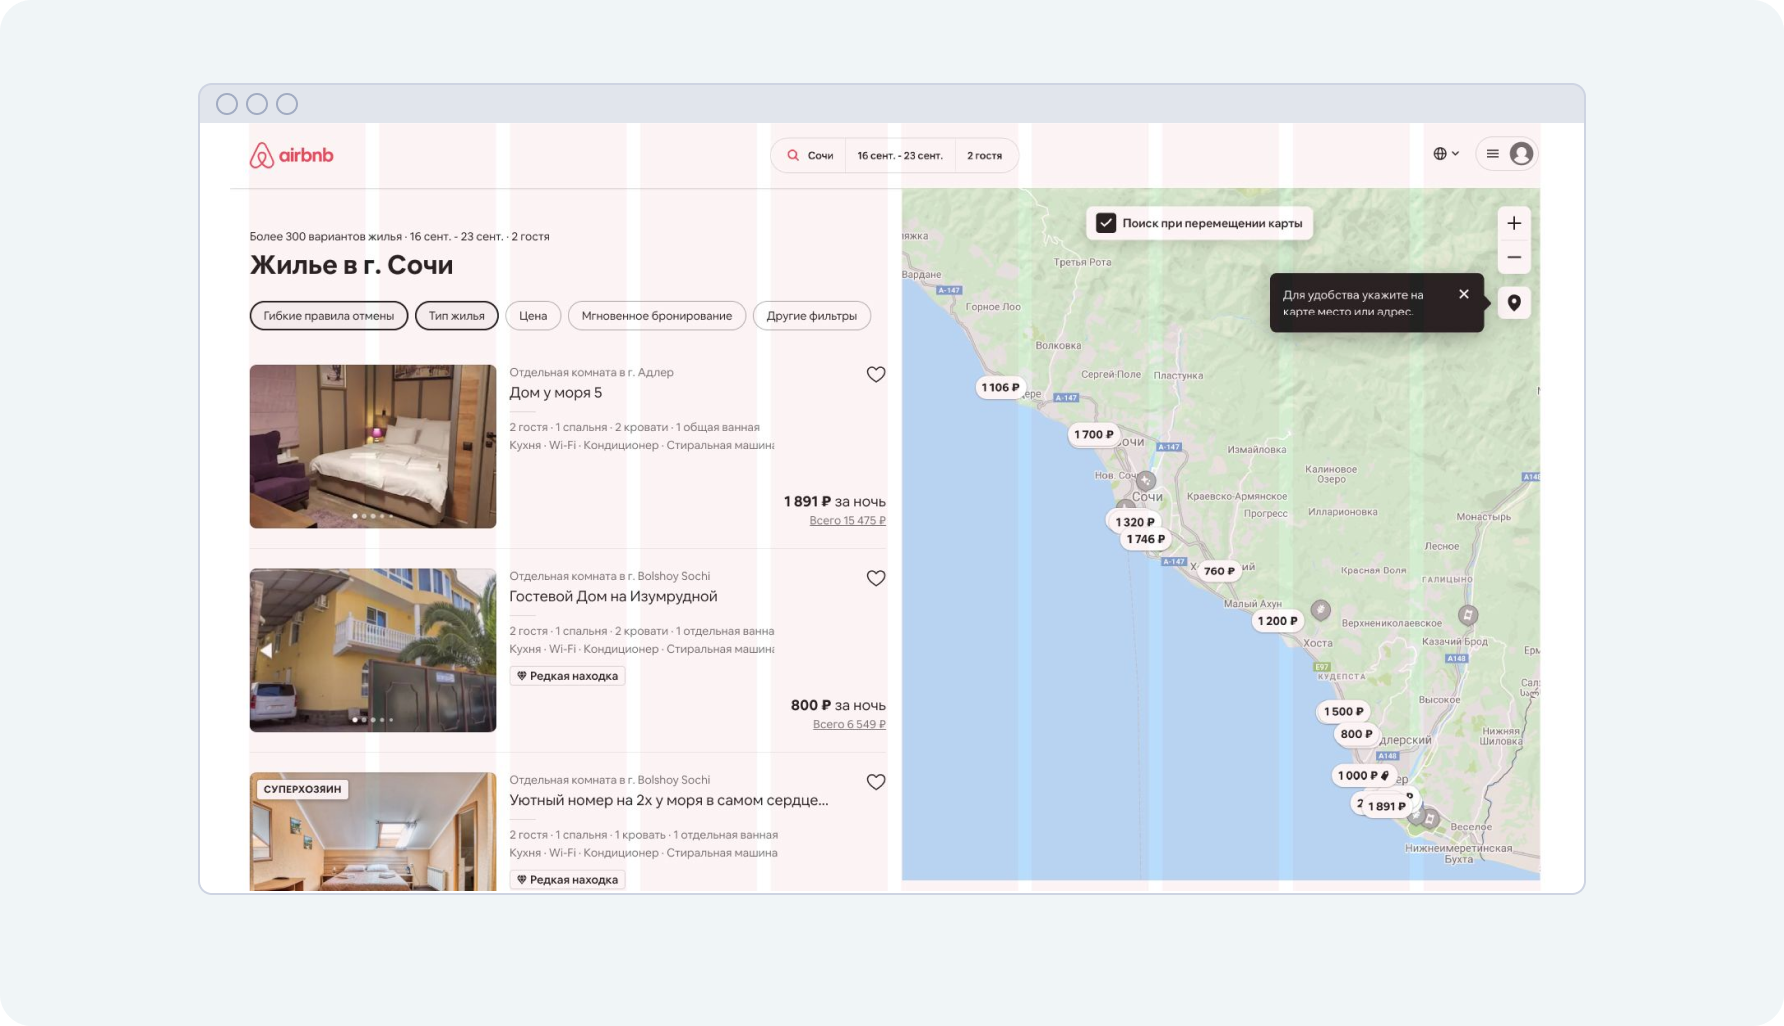 airbnb
Сочи 16 сент. - 23 сент. 2 гостя
Более 300 вариантов жилья · 16 сент. - 23 сент. · 2 гостя
Жилье в г. Сочи
Гибкие правила отмены Тип жилья Цена Мгновенное бронирование Другие фильтры
Отдельная комната в г. Адлер
Дом у моря 5
2 гостя · 1 спальня · 2 кровати · 1 общая ванная
Кухня · Wi-Fi · Кондиционер · Стиральная машина
1 891 ₽ за ночь
Всего 15 475 ₽
Отдельная комната в г. Bolshoy Sochi
Гостевой Дом на Изумрудной
2 гостя · 1 спальня · 2 кровати · 1 отдельная ванна
Кухня · Wi-Fi · Кондиционер · Стиральная машина
Редкая находка
800 ₽ за ночь
Всего 6 549 ₽
СУПЕРХОЗЯИН
Отдельная комната в г. Bolshoy Sochi
Уютный номер на 2х у моря в самом сердце...
2 гостя · 1 спальня · 1 кровать · 1 отдельная ванная
Кухня · Wi-Fi · Кондиционер · Стиральная машина
Редкая находка
Поиск при перемещении карты
+
−
Для удобства укажите на
карте место или адрес.
няжка
Третья Рота
Вардане
А-147
Горное Лоо
Волковка
Сергей-Поле
Пластунка
1 106 ₽
А-147
1 700 ₽
А-147
Измайловка
Калиновое
Озеро
А148
Нов. Сочи
Сочи
Краевско-Армянское
Прогресс
Илларионовка
Монастырь
1 320 ₽
1 746 ₽
Лесное
А-147
760 ₽
Красная Воля
ГАЛИЦЫНО
Малый Ахун
1 200 ₽
Верхнениколаевское
Хоста
Казачий Брод
А148
Е97
КУДЕПСТА
Высокое
1 500 ₽
800 ₽
Нижняя
Шиловка
А148
1 000 ₽
1 891 ₽
Веселое
Нижнеимеретинская
Бухта